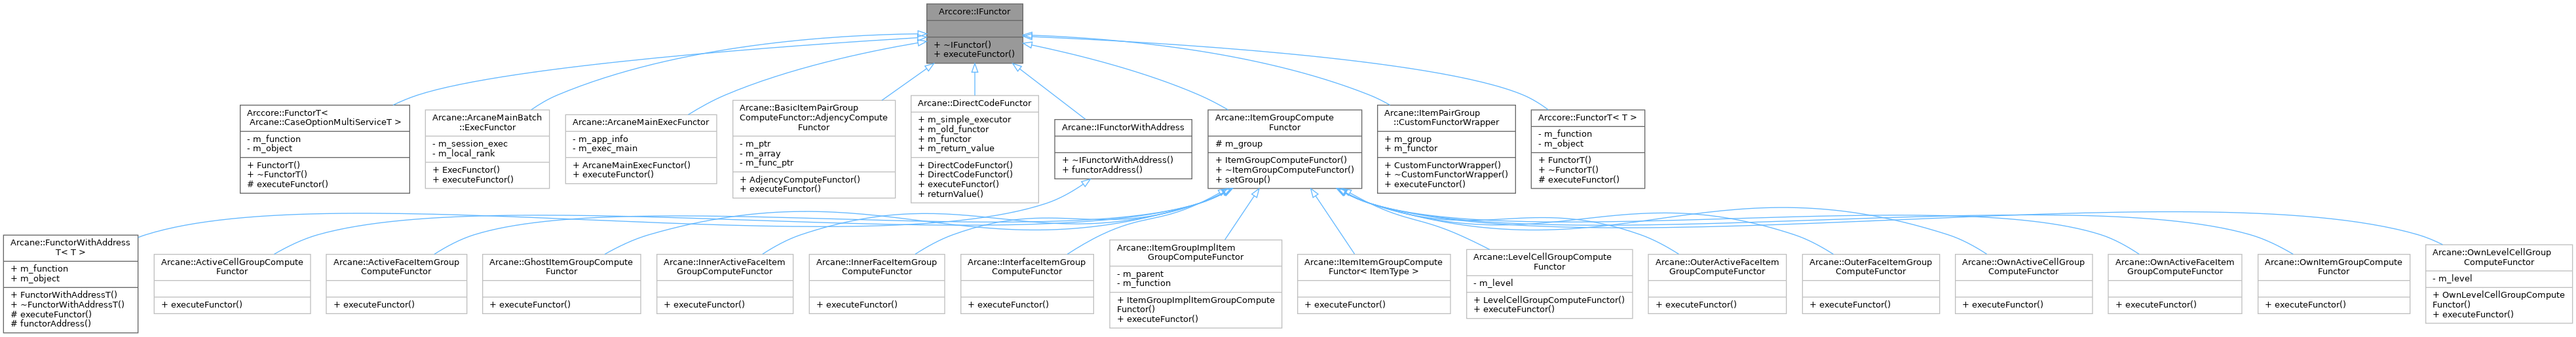 Arccore::IFunctor
+ ~IFunctor()
+ executeFunctor()
Arccore::FunctorT<
Arcane::CaseOptionMultiServiceT >
- m_function
- m_object
+ FunctorT()
+ ~FunctorT()
# executeFunctor()
Arcane::ArcaneMainBatch
::ExecFunctor
- m_session_exec
- m_local_rank
+ ExecFunctor()
+ executeFunctor()
Arcane::ArcaneMainExecFunctor
- m_app_info
- m_exec_main
+ ArcaneMainExecFunctor()
+ executeFunctor()
Arcane::BasicItemPairGroup
ComputeFunctor::AdjencyCompute
Functor
- m_ptr
- m_array
- m_func_ptr
+ AdjencyComputeFunctor()
+ executeFunctor()
Arcane::DirectCodeFunctor
+ m_simple_executor
+ m_old_functor
+ m_functor
+ m_return_value
+ DirectCodeFunctor()
+ DirectCodeFunctor()
+ executeFunctor()
+ returnValue()
Arcane::IFunctorWithAddress
+ ~IFunctorWithAddress()
+ functorAddress()
Arcane::ItemGroupCompute
Functor
# m_group
+ ItemGroupComputeFunctor()
+ ~ItemGroupComputeFunctor()
+ setGroup()
Arcane::ItemPairGroup
::CustomFunctorWrapper
+ m_group
+ m_functor
+ CustomFunctorWrapper()
+ ~CustomFunctorWrapper()
+ executeFunctor()
Arccore::FunctorT< T >
- m_function
- m_object
+ FunctorT()
+ ~FunctorT()
# executeFunctor()
Arcane::FunctorWithAddress
T< T >
+ m_function
+ m_object
+ FunctorWithAddressT()
+ ~FunctorWithAddressT()
# executeFunctor()
# functorAddress()
Arcane::ActiveCellGroupCompute
Functor
+ executeFunctor()
Arcane::ActiveFaceItemGroup
ComputeFunctor
+ executeFunctor()
Arcane::GhostItemGroupCompute
Functor
+ executeFunctor()
Arcane::InnerActiveFaceItem
GroupComputeFunctor
+ executeFunctor()
Arcane::InnerFaceItemGroup
ComputeFunctor
+ executeFunctor()
Arcane::InterfaceItemGroup
ComputeFunctor
+ executeFunctor()
Arcane::ItemGroupImplItem
GroupComputeFunctor
- m_parent
- m_function
+ ItemGroupImplItemGroupCompute
Functor()
+ executeFunctor()
Arcane::ItemItemGroupCompute
Functor< ItemType >
+ executeFunctor()
Arcane::LevelCellGroupCompute
Functor
- m_level
+ LevelCellGroupComputeFunctor()
+ executeFunctor()
Arcane::OuterActiveFaceItem
GroupComputeFunctor
+ executeFunctor()
Arcane::OuterFaceItemGroup
ComputeFunctor
+ executeFunctor()
Arcane::OwnActiveCellGroup
ComputeFunctor
+ executeFunctor()
Arcane::OwnActiveFaceItem
GroupComputeFunctor
+ executeFunctor()
Arcane::OwnItemGroupCompute
Functor
+ executeFunctor()
Arcane::OwnLevelCellGroup
ComputeFunctor
- m_level
+ OwnLevelCellGroupCompute
Functor()
+ executeFunctor()